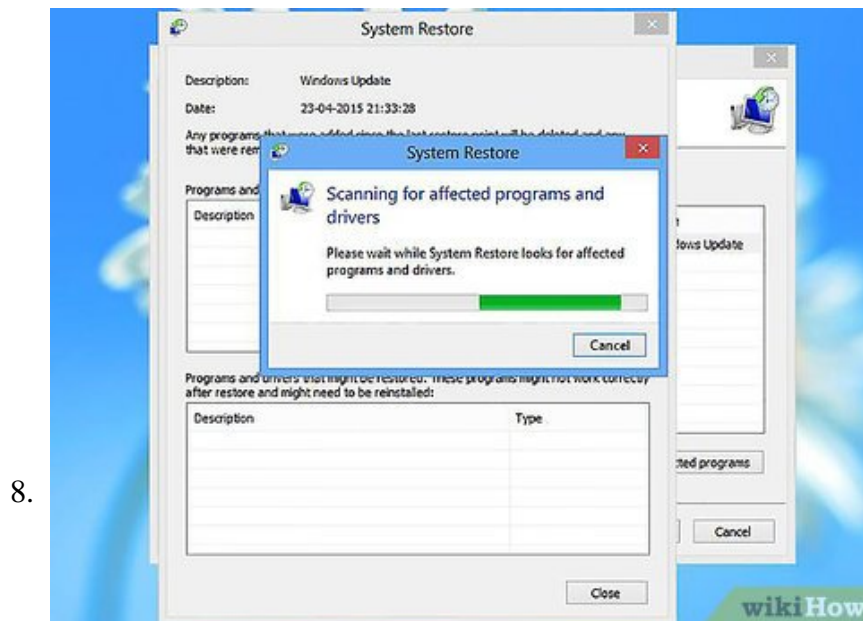 System Restore
Description: Windows Update
Date: 23-04-2015 21:33:28
Any programs that were added since the last restore point will be deleted and any
that were rem
System Restore
Programs and
Scanning for affected programs and
drivers
Description
Please wait while System Restore looks for affected
programs and drivers.
dows Update
Cancel
Programs and drivers that might be restored. These programs might not work correctly
after restore and might need to be reinstalled:
Description Type
cted programs
8.
Cancel
Close
wikiHow